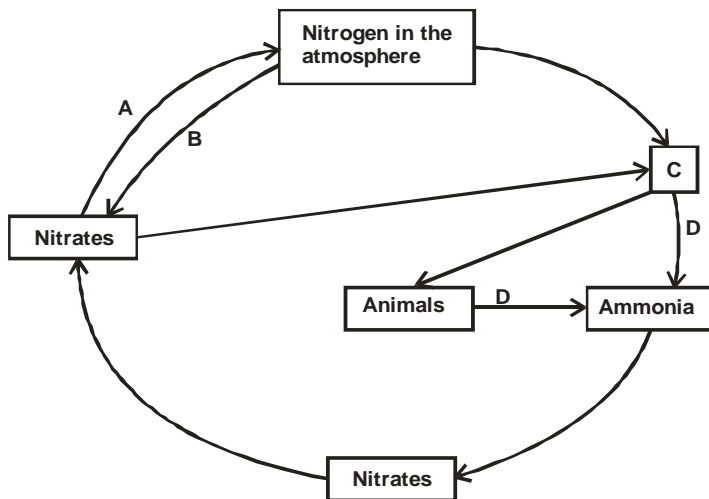 Nitrogen in the
atmosphere
A
B
C
D
Nitrates
Animals
D
Ammonia
Nitrates